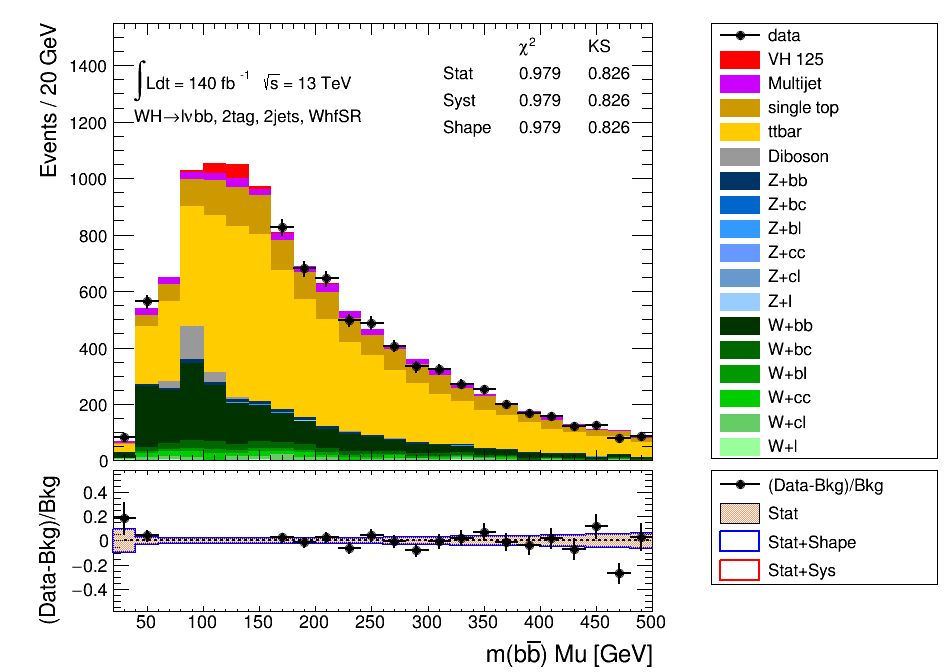 Events / 20 GeV
1400
1200
1000
800
600
400
200
0
∫Ldt = 140 fb⁻¹ √s = 13 TeV
WH→lνbb, 2tag, 2jets, WhfSR
χ² KS
Stat 0.979 0.826
Syst 0.979 0.826
Shape 0.979 0.826
data
VH 125
Multijet
single top
ttbar
Diboson
Z+bb
Z+bc
Z+bl
Z+cc
Z+cl
Z+l
W+bb
W+bc
W+bl
W+cc
W+cl
W+l
(Data-Bkg)/Bkg
0.4
0.2
0
−0.2
−0.4
50 100 150 200 250 300 350 400 450 500
m(bb̅) Mu [GeV]
(Data-Bkg)/Bkg
Stat
Stat+Shape
Stat+Sys